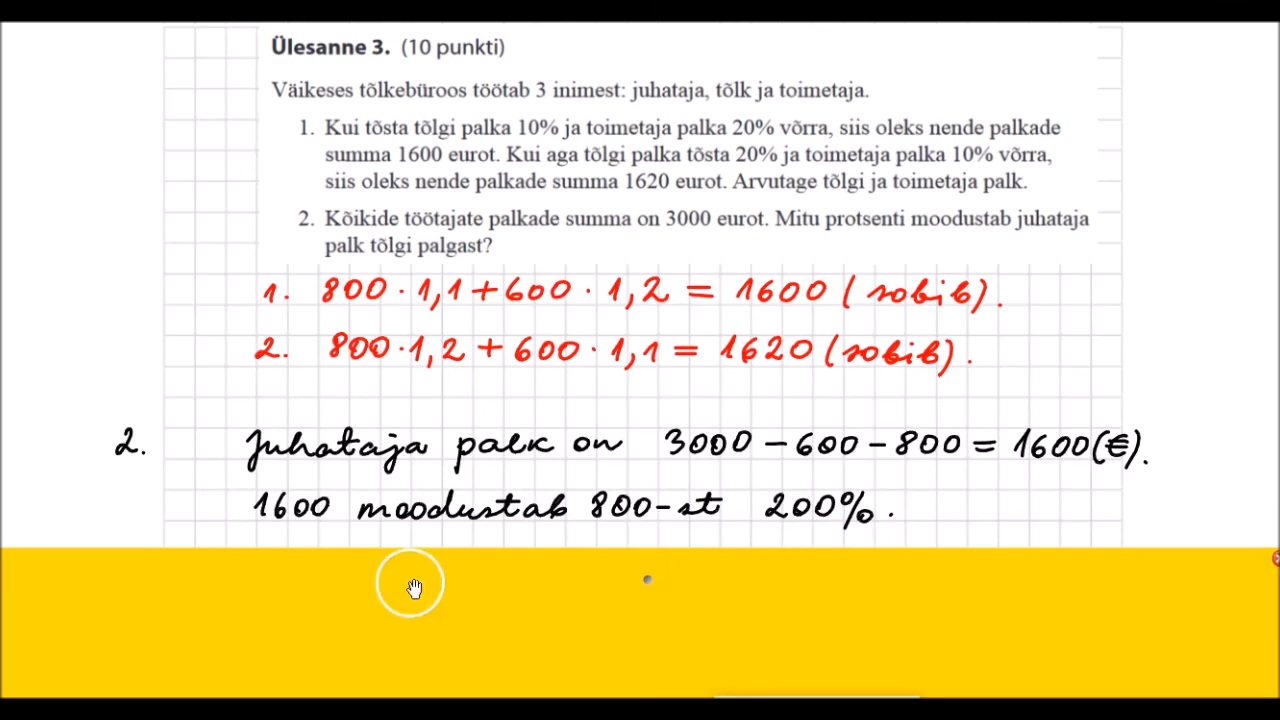 Ülesanne 3. (10 punkti)
Väikeses tõlkebüroos töötab 3 inimest: juhataja, tõlk ja toimetaja.
1. Kui tõsta tõlgi palka 10% ja toimetaja palka 20% võrra, siis oleks nende palkade
summa 1600 eurot. Kui aga tõlgi palka tõsta 20% ja toimetaja palka 10% võrra,
siis oleks nende palkade summa 1620 eurot. Arvutage tõlgi ja toimetaja palk.
2. Kõikide töötajate palkade summa on 3000 eurot. Mitu protsenti moodustab juhataja
palk tõlgi palgast?
1. 800 · 1,1 + 600 · 1,2 = 1600 (sobib).
2. 800 · 1,2 + 600 · 1,1 = 1620 (sobib).
2. Juhataja palk on 3000 – 600 – 800 = 1600 (€).
1600 moodustab 800-st 200%.